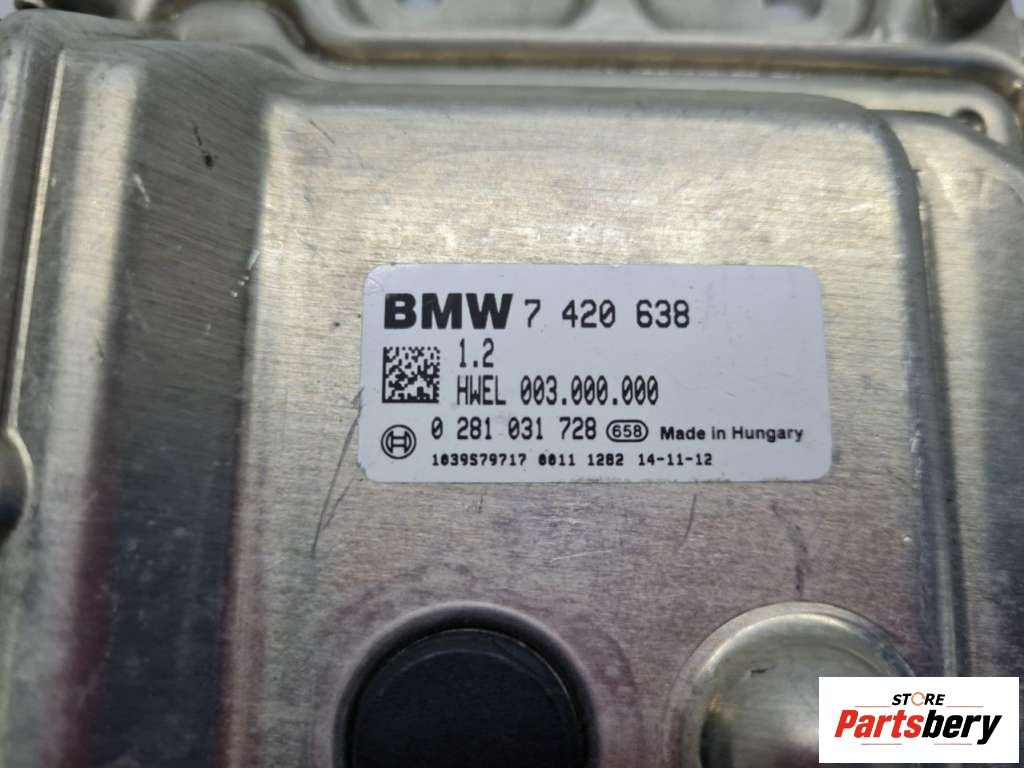 BMW 7 420 638
1.2
HWEL 003.000.000
0 281 031 728 658 Made in Hungary
1039S79717 0011 1282 14-11-12
STORE
Partsbery